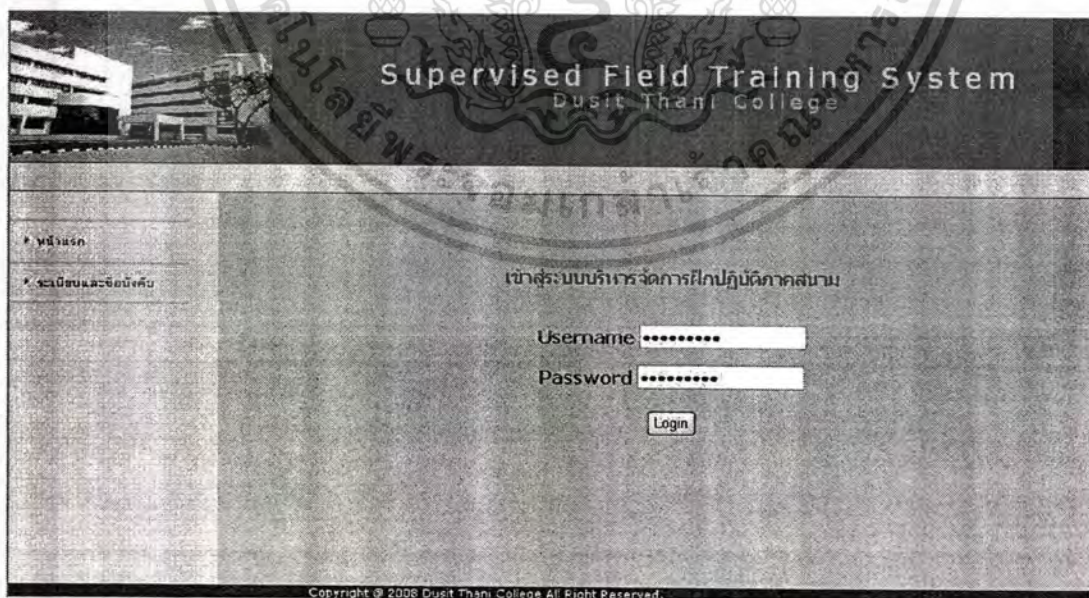 Supervised Field Training System
Dusit Thani College
หน้าแรก
ระเบียบและข้อบังคับ
เข้าสู่ระบบบริหารจัดการฝึกปฏิบัติภาคสนาม
Username •••••••••
Password •••••••••
Login
Copyright @ 2008 Dusit Thani College All Right Reserved.